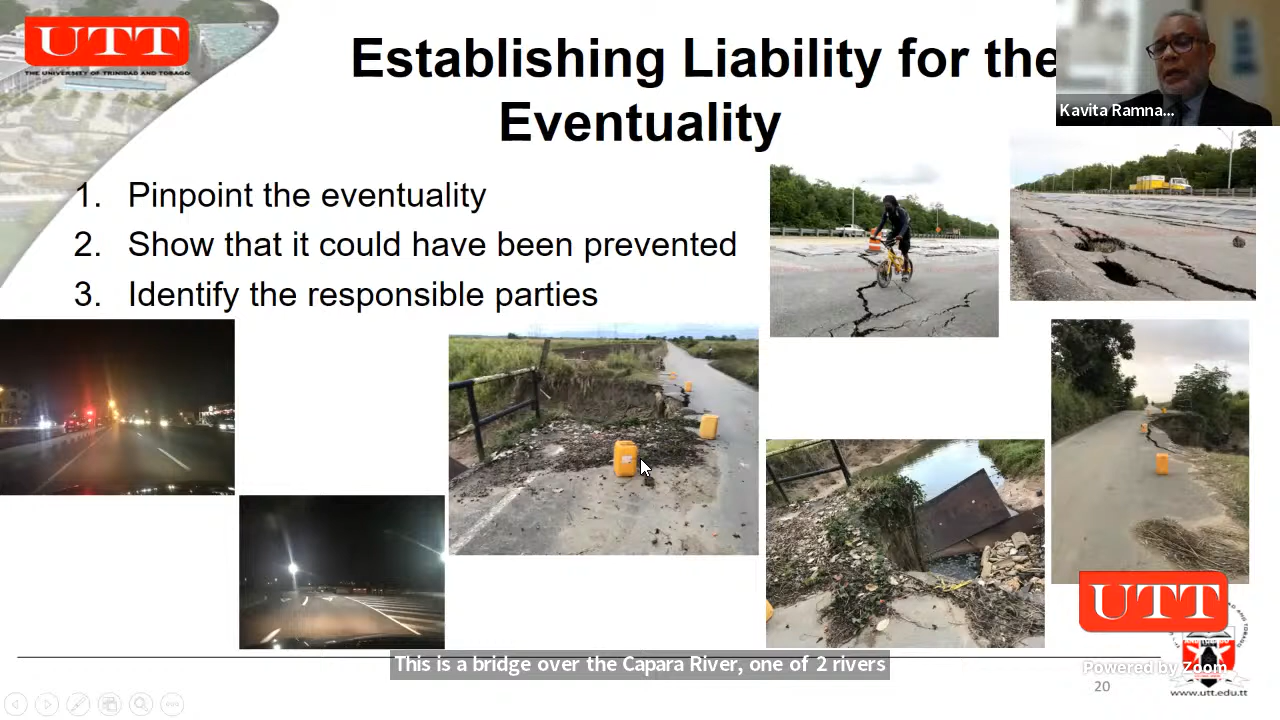 UTT
THE UNIVERSITY OF TRINIDAD AND TOBAGO
Establishing Liability for the
Eventuality
Kavita Ramna...
1. Pinpoint the eventuality
2. Show that it could have been prevented
3. Identify the responsible parties
UTT
This is a bridge over the Capara River, one of 2 rivers
Powered by Zoom
20
www.utt.edu.tt